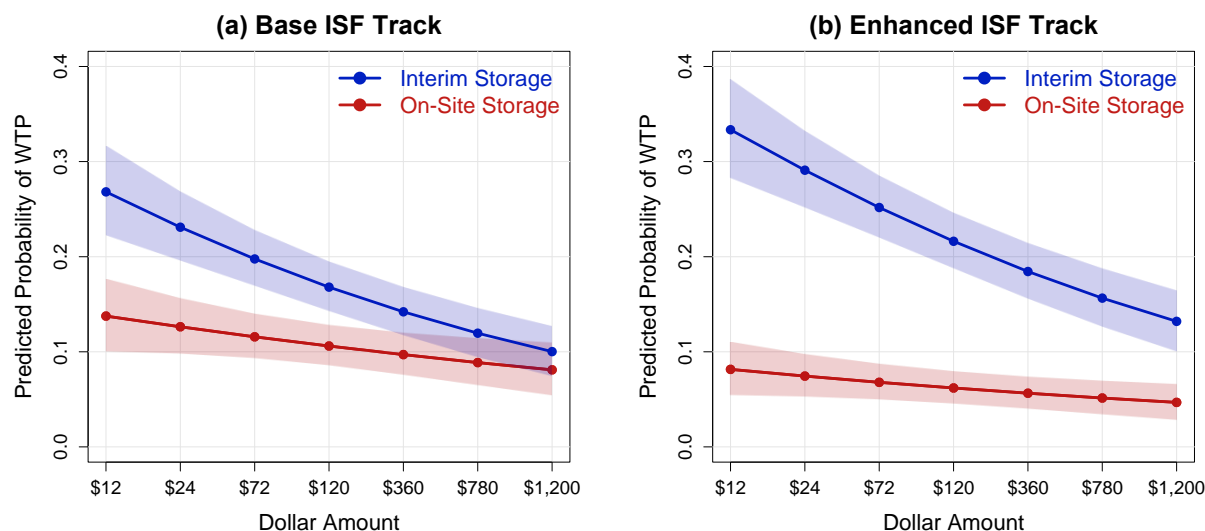 (a) Base ISF Track
Interim Storage
On-Site Storage
Predicted Probability of WTP
0.4
0.3
0.2
0.1
0.0
$12 $24 $72 $120 $360 $780 $1,200
Dollar Amount
(b) Enhanced ISF Track
Interim Storage
On-Site Storage
Predicted Probability of WTP
0.4
0.3
0.2
0.1
0.0
$12 $24 $72 $120 $360 $780 $1,200
Dollar Amount